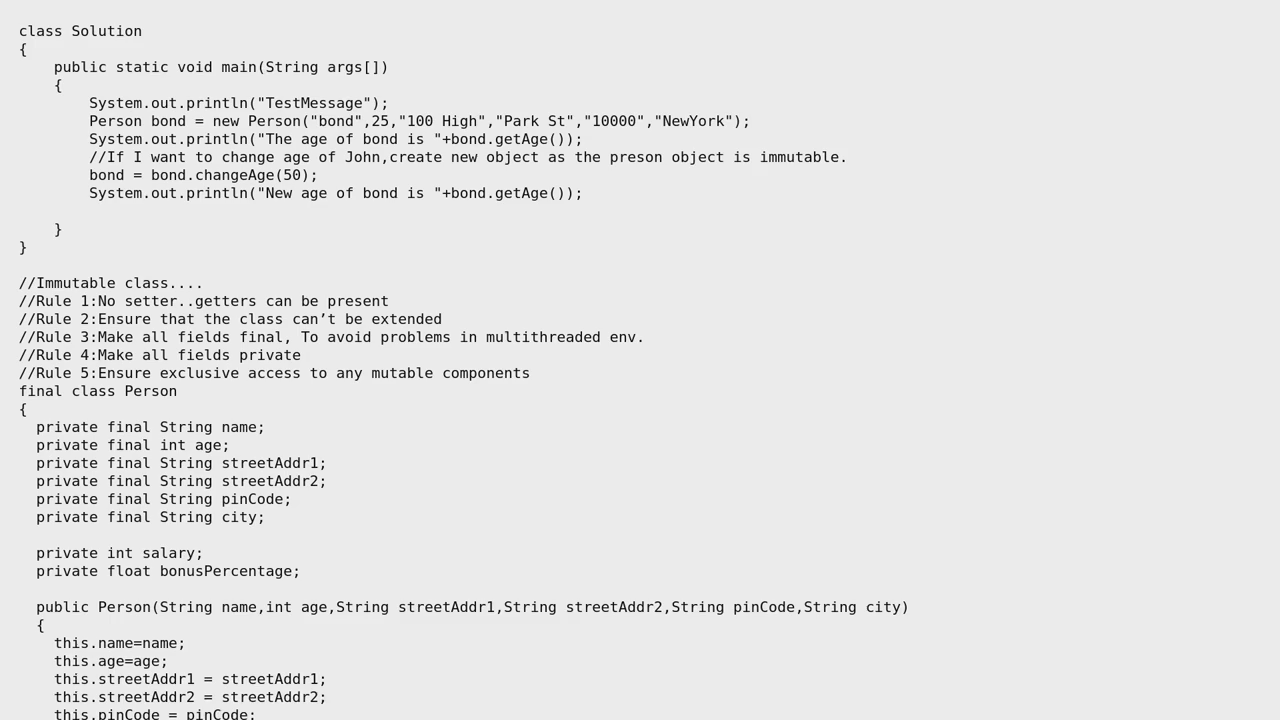 class Solution
{
    public static void main(String args[])
    {
        System.out.println("TestMessage");
        Person bond = new Person("bond",25,"100 High","Park St","10000","NewYork");
        System.out.println("The age of bond is "+bond.getAge());
        //If I want to change age of John,create new object as the preson object is immutable.
        bond = bond.changeAge(50);
        System.out.println("New age of bond is "+bond.getAge());

    }
}

//Immutable class....
//Rule 1:No setter..getters can be present
//Rule 2:Ensure that the class can’t be extended
//Rule 3:Make all fields final, To avoid problems in multithreaded env.
//Rule 4:Make all fields private
//Rule 5:Ensure exclusive access to any mutable components
final class Person
{
  private final String name;
  private final int age;
  private final String streetAddr1;
  private final String streetAddr2;
  private final String pinCode;
  private final String city;

  private int salary;
  private float bonusPercentage;

  public Person(String name,int age,String streetAddr1,String streetAddr2,String pinCode,String city)
  {
    this.name=name;
    this.age=age;
    this.streetAddr1 = streetAddr1;
    this.streetAddr2 = streetAddr2;
    this.pinCode = pinCode;